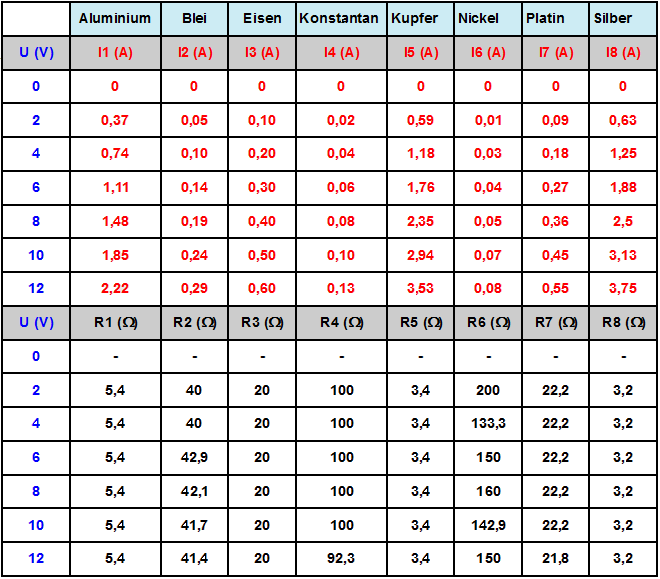 Aluminium Blei Eisen Konstantan Kupfer Nickel Platin Silber
U (V) I1 (A) I2 (A) I3 (A) I4 (A) I5 (A) I6 (A) I7 (A) I8 (A)
0 0 0 0 0 0 0 0 0
2 0,37 0,05 0,10 0,02 0,59 0,01 0,09 0,63
4 0,74 0,10 0,20 0,04 1,18 0,03 0,18 1,25
6 1,11 0,14 0,30 0,06 1,76 0,04 0,27 1,88
8 1,48 0,19 0,40 0,08 2,35 0,05 0,36 2,5
10 1,85 0,24 0,50 0,10 2,94 0,07 0,45 3,13
12 2,22 0,29 0,60 0,13 3,53 0,08 0,55 3,75
U (V) R1 (Ω) R2 (Ω) R3 (Ω) R4 (Ω) R5 (Ω) R6 (Ω) R7 (Ω) R8 (Ω)
0 - - - - - - - -
2 5,4 40 20 100 3,4 200 22,2 3,2
4 5,4 40 20 100 3,4 133,3 22,2 3,2
6 5,4 42,9 20 100 3,4 150 22,2 3,2
8 5,4 42,1 20 100 3,4 160 22,2 3,2
10 5,4 41,7 20 100 3,4 142,9 22,2 3,2
12 5,4 41,4 20 92,3 3,4 150 21,8 3,2